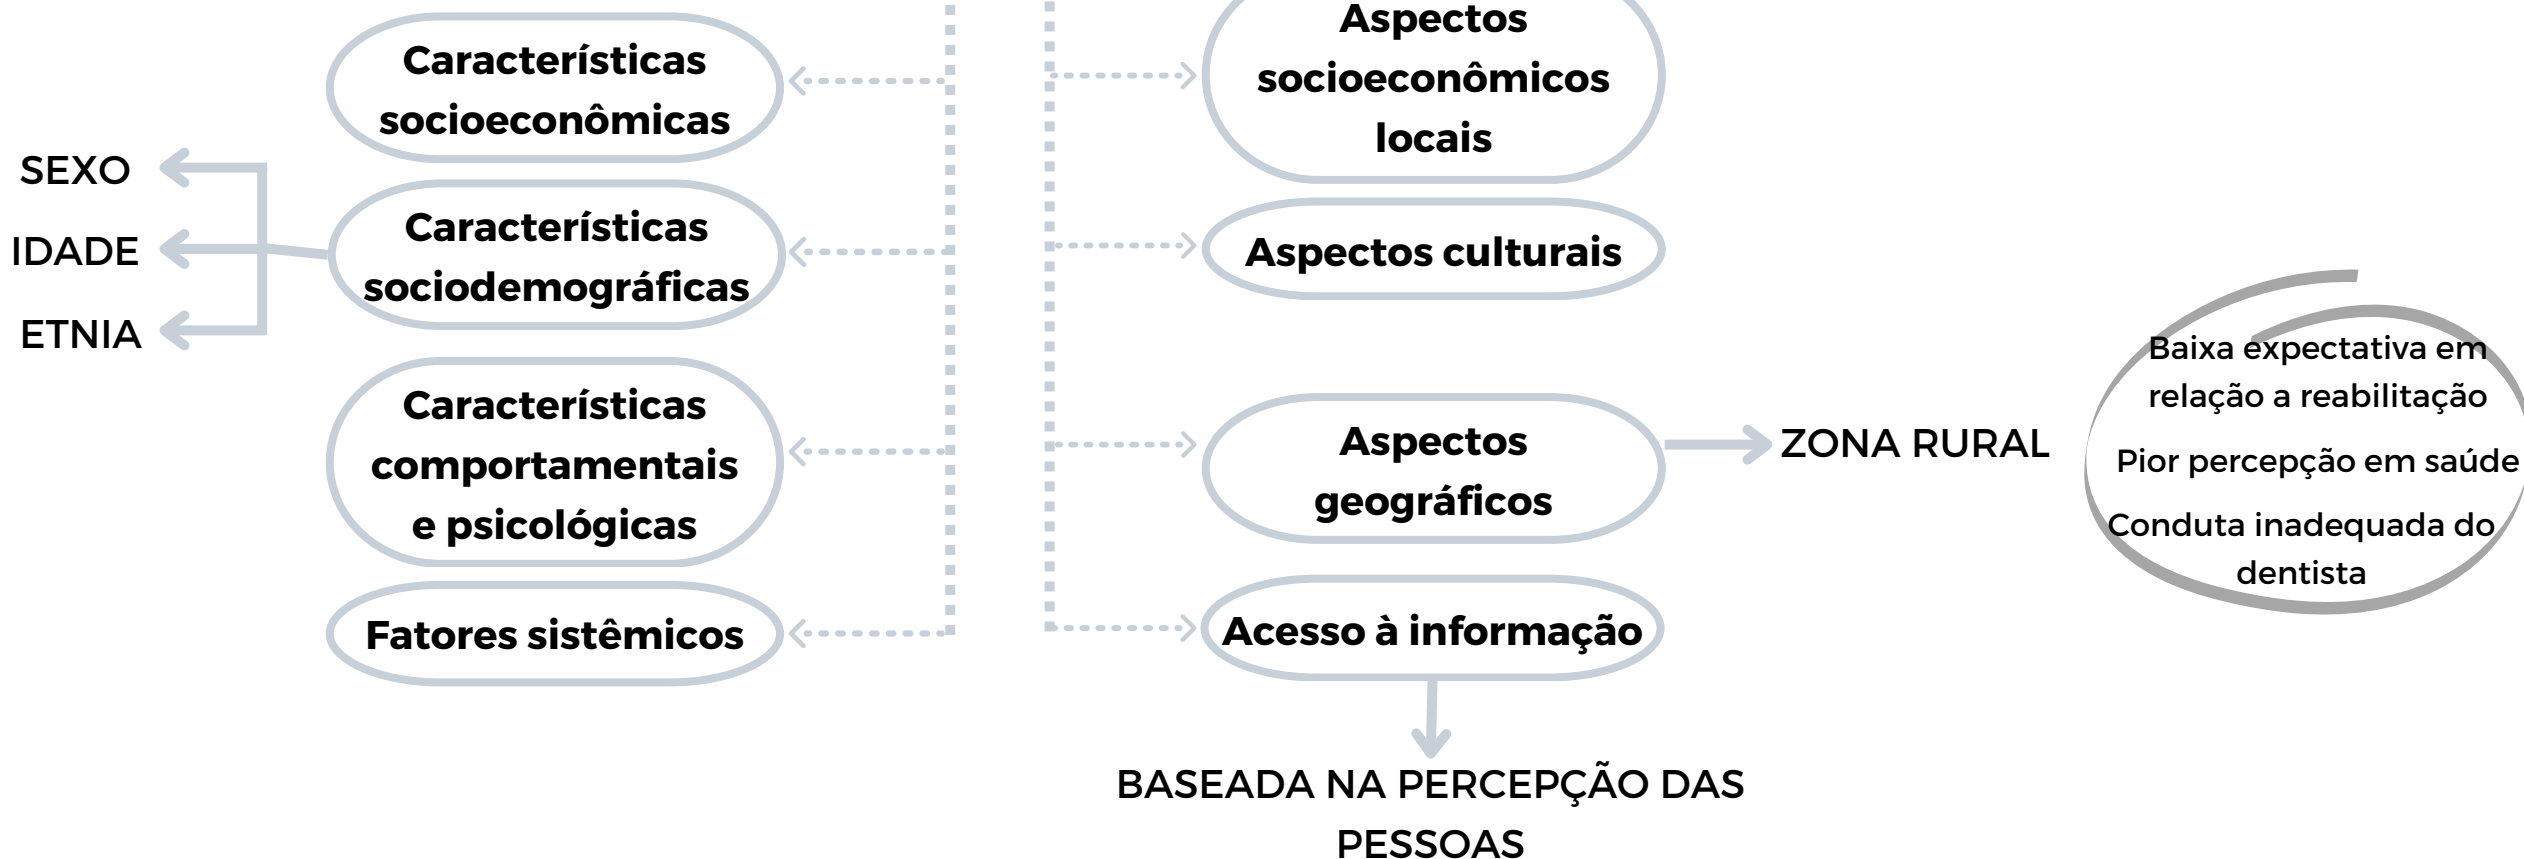 Características
socioeconômicas
SEXO
IDADE
ETNIA
Características
sociodemográficas
Características
comportamentais
e psicológicas
Fatores sistêmicos
Aspectos
socioeconômicos
locais
Aspectos culturais
Aspectos
geográficos
ZONA RURAL
Baixa expectativa em
relação a reabilitação
Pior percepção em saúde
Conduta inadequada do
dentista
Acesso à informação
BASEADA NA PERCEPÇÃO DAS
PESSOAS